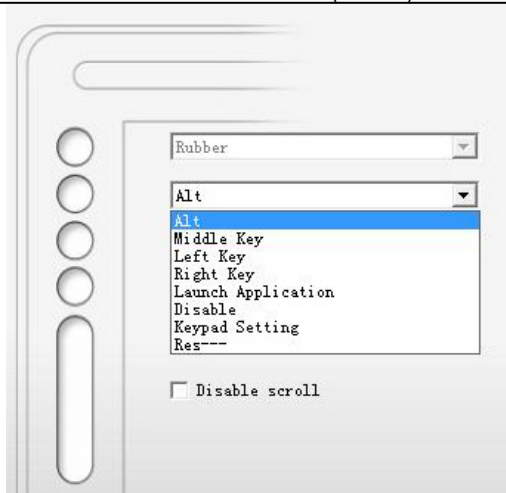 Rubber
Alt
Alt
Middle Key
Left Key
Right Key
Launch Application
Disable
Keypad Setting
Res---
Disable scroll